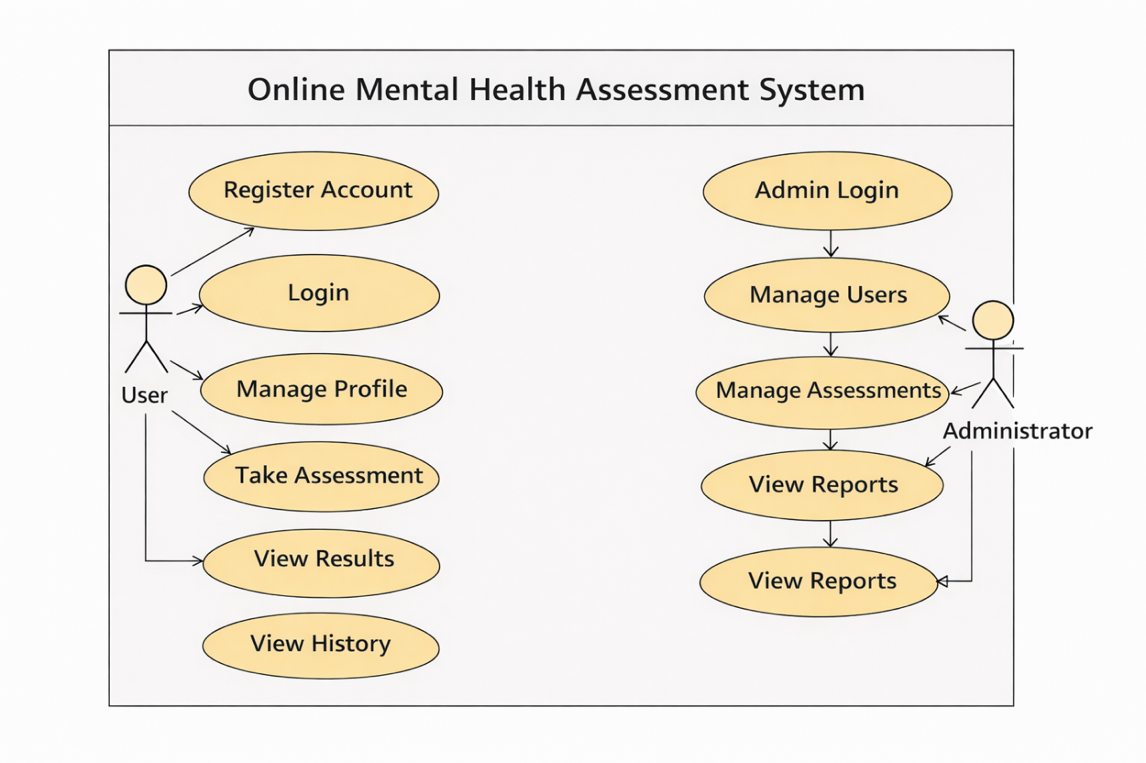 Online Mental Health Assessment System
Register Account
Login
Manage Profile
Take Assessment
View Results
View History
User
Admin Login
Manage Users
Manage Assessments
View Reports
View Reports
Administrator